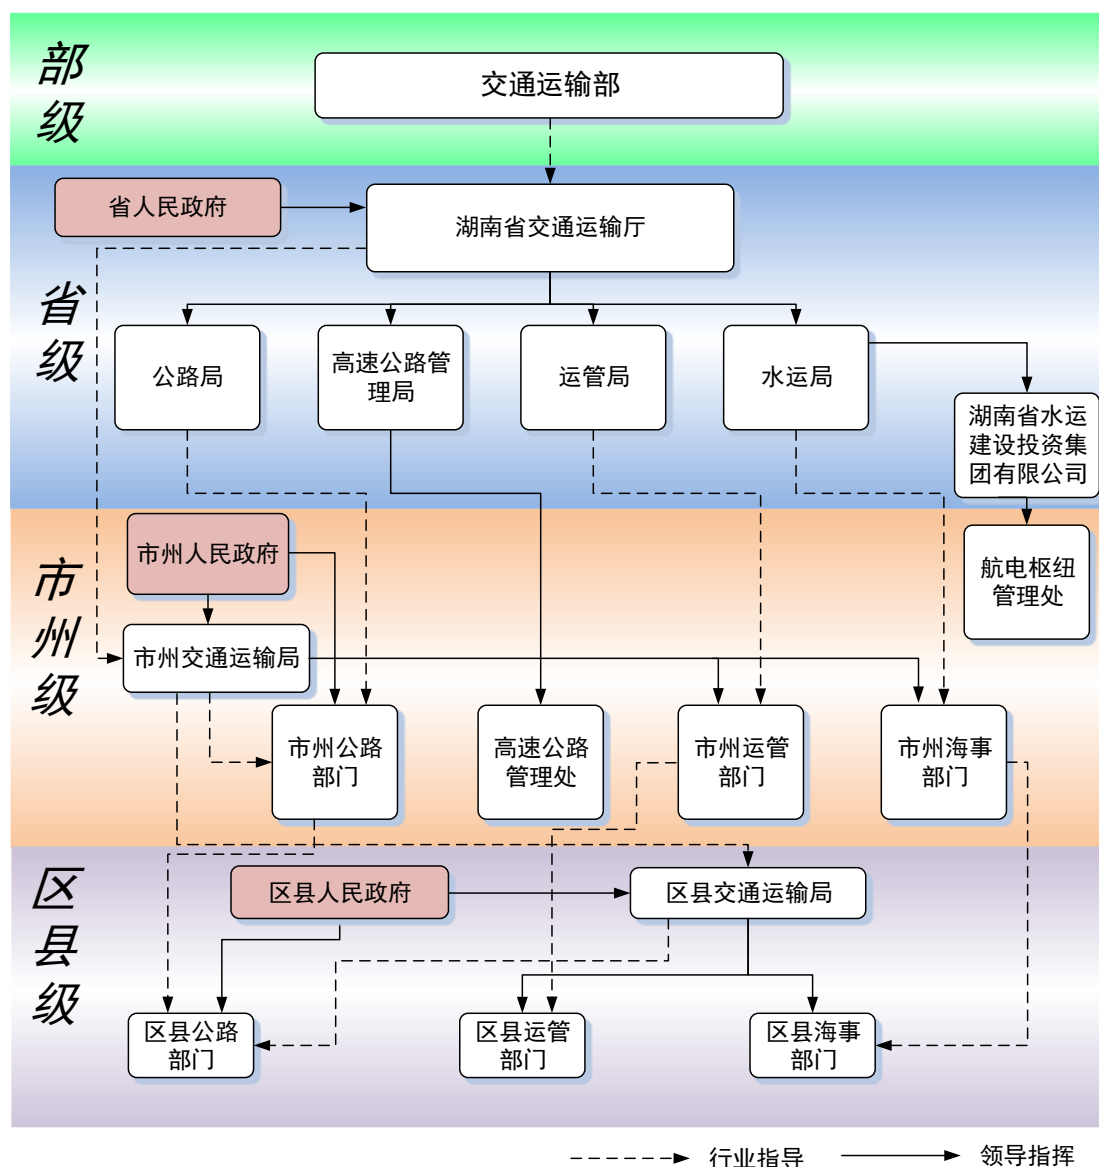 部
级
交通运输部
省人民政府
湖南省交通运输厅
省
级
公路局
高速公路管
理局
运管局
水运局
湖南省水运
建设投资集
团有限公司
市
州
级
市州人民政府
航电枢纽
管理处
市州交通运输局
市州公路
部门
高速公路
管理处
市州运管
部门
市州海事
部门
区
县
级
区县人民政府
区县交通运输局
区县公路
部门
区县运管
部门
区县海事
部门
行业指导
领导指挥